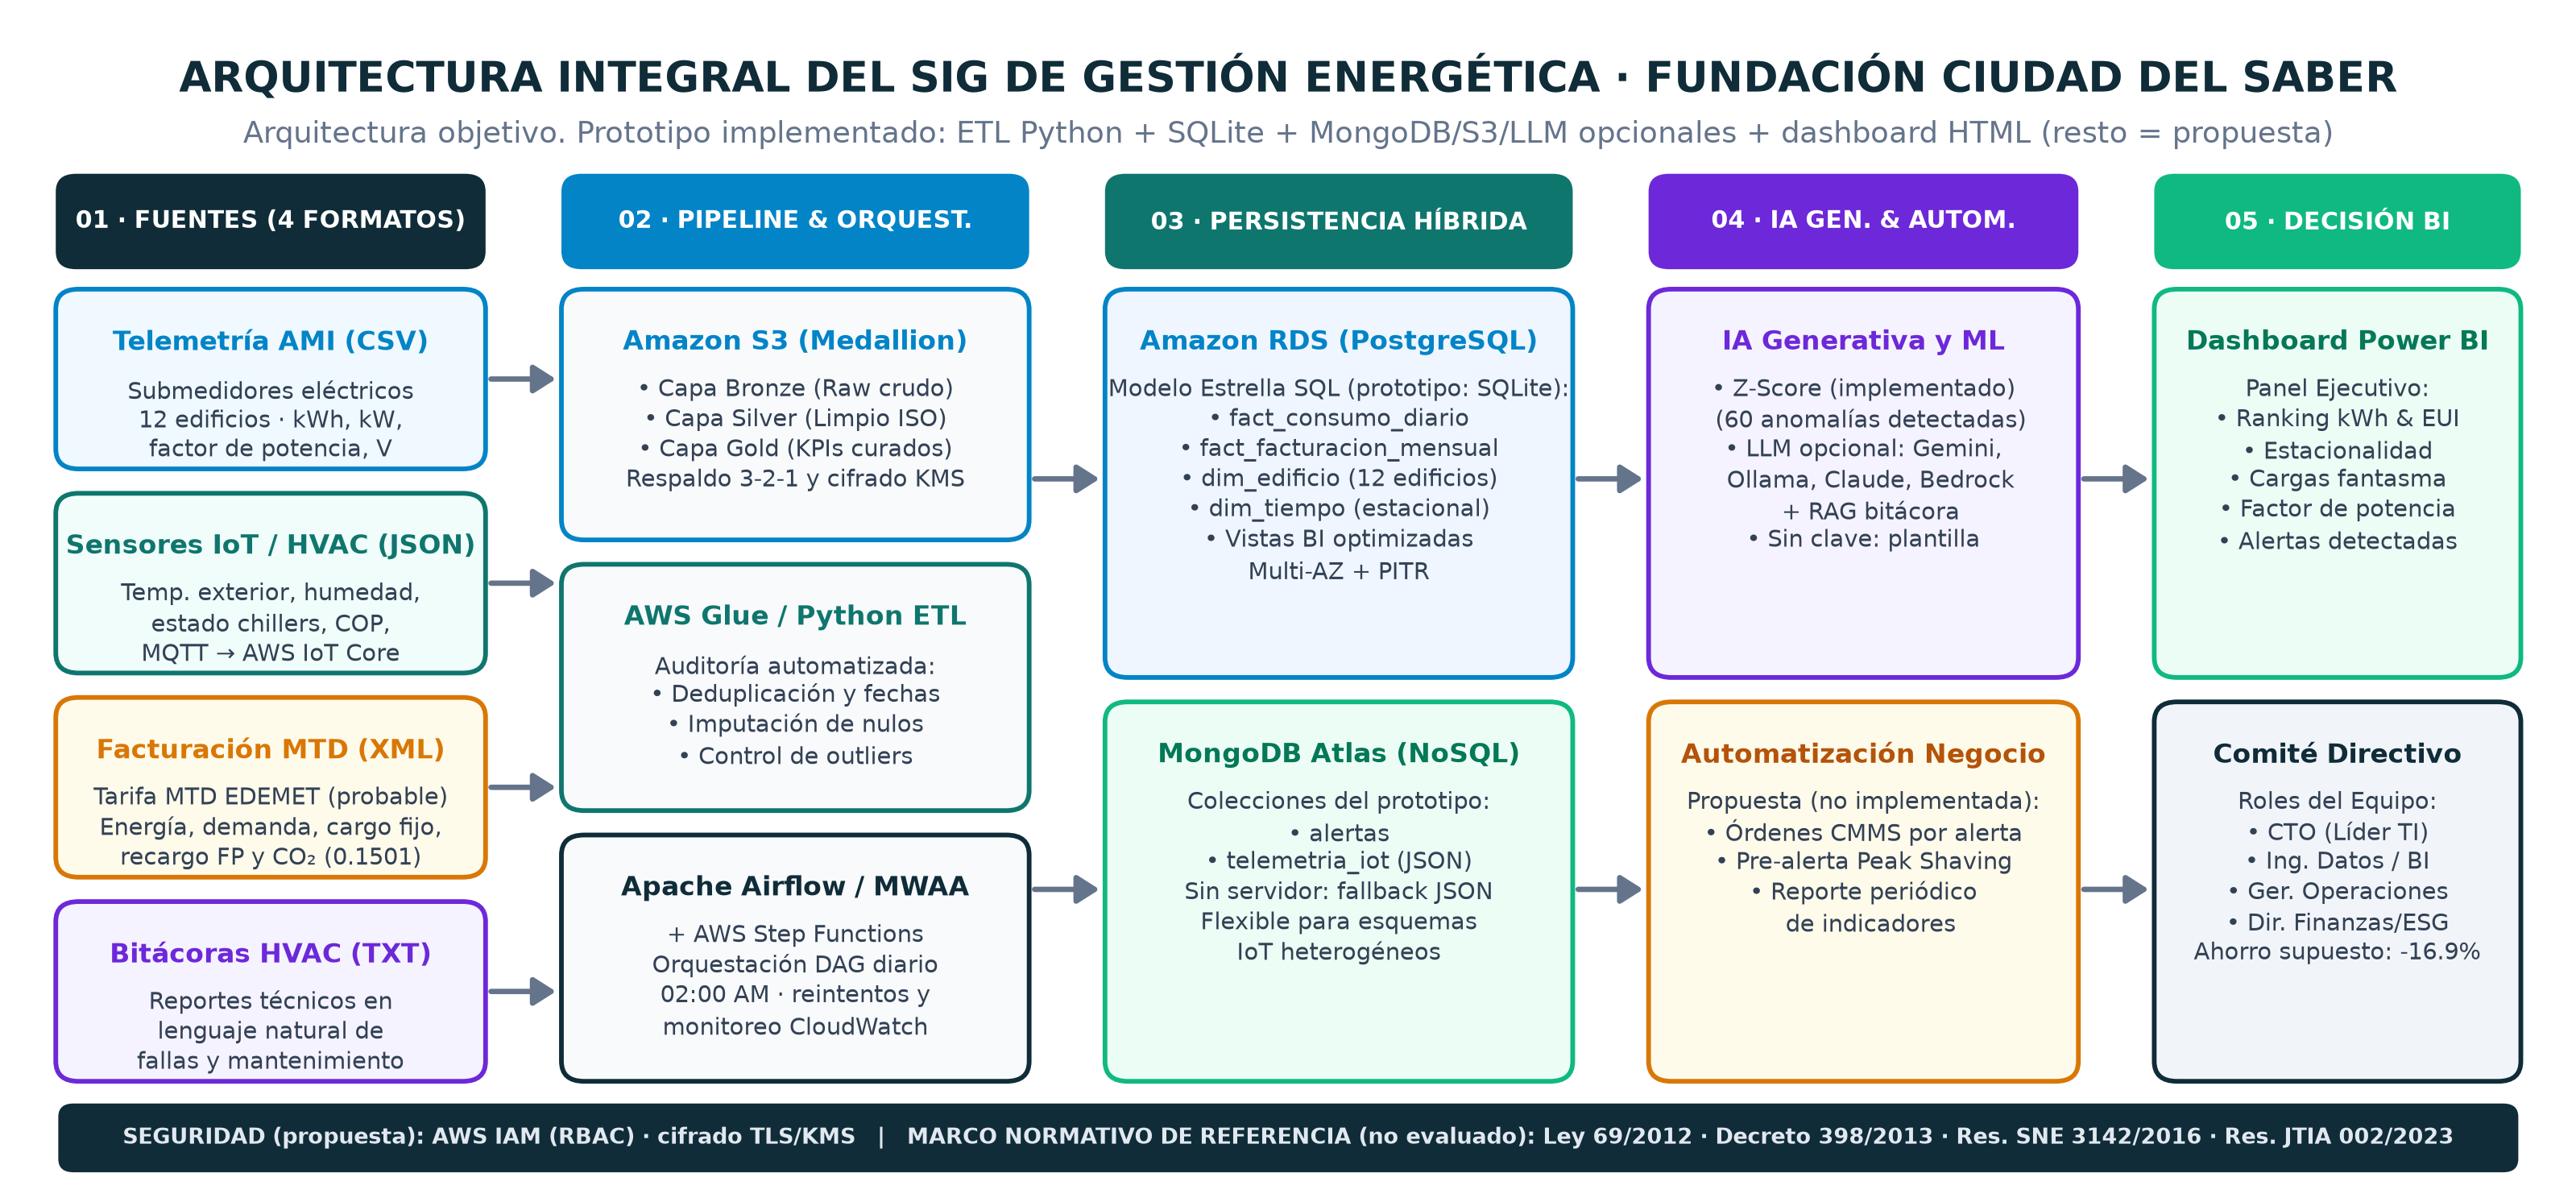 ARQUITECTURA INTEGRAL DEL SIG DE GESTIÓN ENERGÉTICA · FUNDACIÓN CIUDAD DEL SABER
Arquitectura objetivo. Prototipo implementado: ETL Python + SQLite + MongoDB/S3/LLM opcionales + dashboard HTML (resto = propuesta)
01 · FUENTES (4 FORMATOS)
Telemetría AMI (CSV)
Submedidores eléctricos
12 edificios · kWh, kW,
factor de potencia, V
Sensores IoT / HVAC (JSON)
Temp. exterior, humedad,
estado chillers, COP,
MQTT → AWS IoT Core
Facturación MTD (XML)
Tarifa MTD EDEMET (probable)
Energía, demanda, cargo fijo,
recargo FP y CO₂ (0.1501)
Bitácoras HVAC (TXT)
Reportes técnicos en
lenguaje natural de
fallas y mantenimiento
02 · PIPELINE & ORQUEST.
Amazon S3 (Medallion)
• Capa Bronze (Raw crudo)
• Capa Silver (Limpio ISO)
• Capa Gold (KPIs curados)
Respaldo 3-2-1 y cifrado KMS
AWS Glue / Python ETL
Auditoría automatizada:
• Deduplicación y fechas
• Imputación de nulos
• Control de outliers
Apache Airflow / MWAA
+ AWS Step Functions
Orquestación DAG diario
02:00 AM · reintentos y
monitoreo CloudWatch
03 · PERSISTENCIA HÍBRIDA
Amazon RDS (PostgreSQL)
Modelo Estrella SQL (prototipo: SQLite):
• fact_consumo_diario
• fact_facturacion_mensual
• dim_edificio (12 edificios)
• dim_tiempo (estacional)
• Vistas BI optimizadas
Multi-AZ + PITR
MongoDB Atlas (NoSQL)
Colecciones del prototipo:
• alertas
• telemetria_iot (JSON)
Sin servidor: fallback JSON
Flexible para esquemas
IoT heterogéneos
04 · IA GEN. & AUTOM.
IA Generativa y ML
• Z-Score (implementado)
(60 anomalías detectadas)
• LLM opcional: Gemini,
Ollama, Claude, Bedrock
+ RAG bitácora
• Sin clave: plantilla
Automatización Negocio
Propuesta (no implementada):
• Órdenes CMMS por alerta
• Pre-alerta Peak Shaving
• Reporte periódico
de indicadores
05 · DECISIÓN BI
Dashboard Power BI
Panel Ejecutivo:
• Ranking kWh & EUI
• Estacionalidad
• Cargas fantasma
• Factor de potencia
• Alertas detectadas
Comité Directivo
Roles del Equipo:
• CTO (Líder TI)
• Ing. Datos / BI
• Ger. Operaciones
• Dir. Finanzas/ESG
Ahorro supuesto: -16.9%
SEGURIDAD (propuesta): AWS IAM (RBAC) · cifrado TLS/KMS | MARCO NORMATIVO DE REFERENCIA (no evaluado): Ley 69/2012 · Decreto 398/2013 · Res. SNE 3142/2016 · Res. JTIA 002/2023